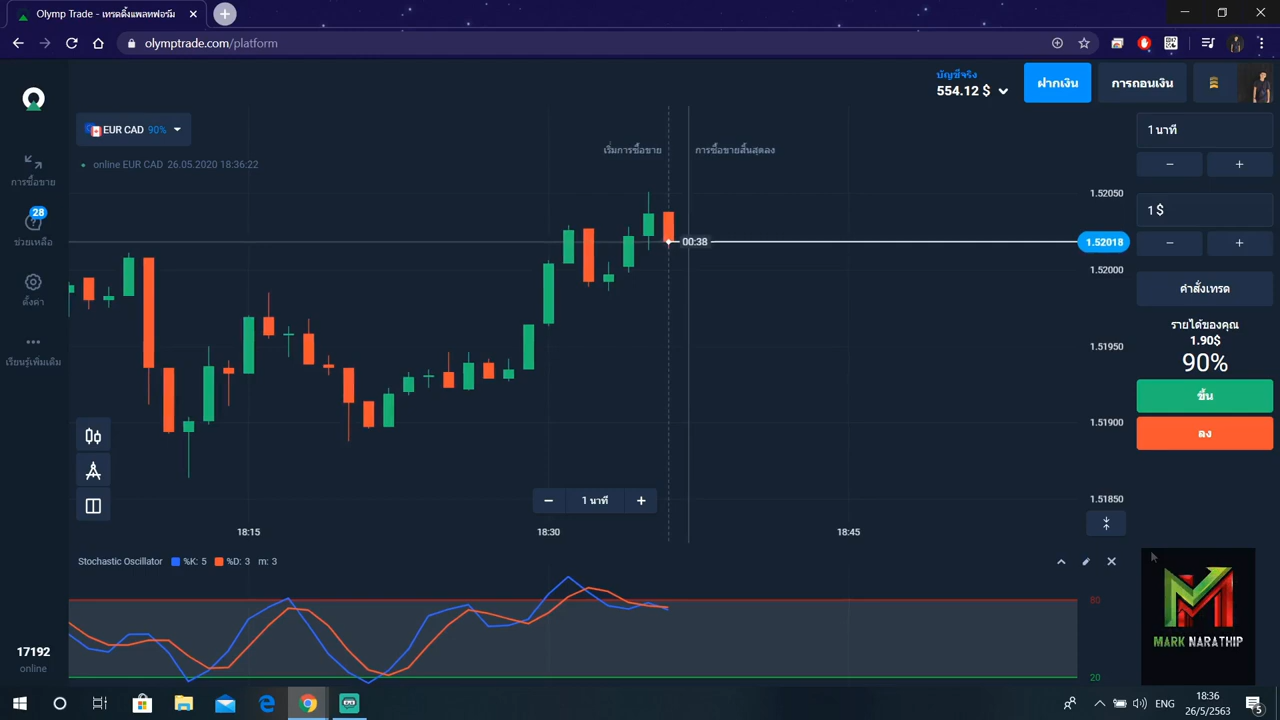 Olymp Trade - เทรดดิ้งแพลทฟอร์ม
olymptrade.com/platform
บัญชีจริง
554.12 $
ฝากเงิน
การถอนเงิน
EUR CAD 90%
online EUR CAD 26.05.2020 18:36:22
เริ่มการซื้อขาย
การซื้อขายสิ้นสุดลง
การซื้อขาย
28
ช่วยเหลือ
ตั้งค่า
เรียนรู้เพิ่มเติม
17192
online
00:38
1.52050
1.52018
1.52000
1.51950
1.51900
1.51850
1 นาที
18:15
18:30
18:45
Stochastic Oscillator %K: 5 %D: 3 m: 3
80
20
1 นาที
1 $
คำสั่งเทรด
รายได้ของคุณ
1.90$
90%
ขึ้น
ลง
MARK NARATHIP
ENG
18:36
26/5/2563
5